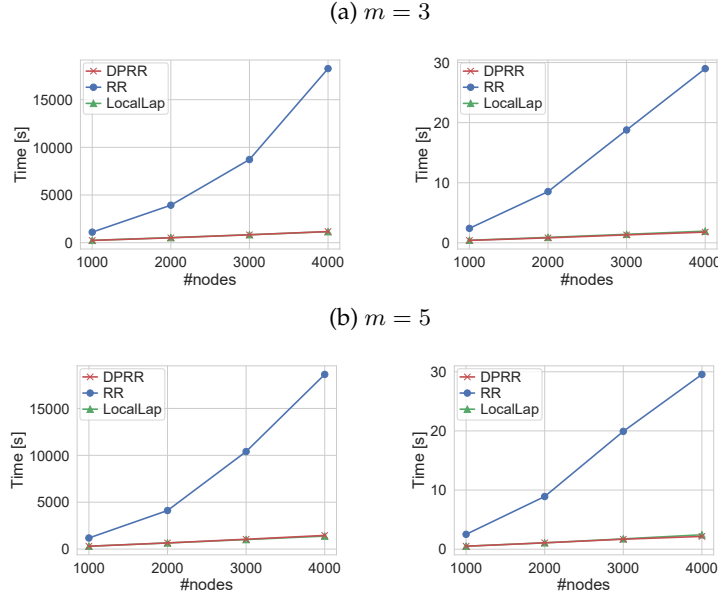 (a) m = 3
DPRR
RR
LocalLap
15000
10000
5000
0
Time [s]
1000 2000 3000 4000
#nodes
DPRR
RR
LocalLap
30
20
10
0
Time [s]
1000 2000 3000 4000
#nodes
(b) m = 5
DPRR
RR
LocalLap
15000
10000
5000
0
Time [s]
1000 2000 3000 4000
#nodes
DPRR
RR
LocalLap
30
20
10
0
Time [s]
1000 2000 3000 4000
#nodes